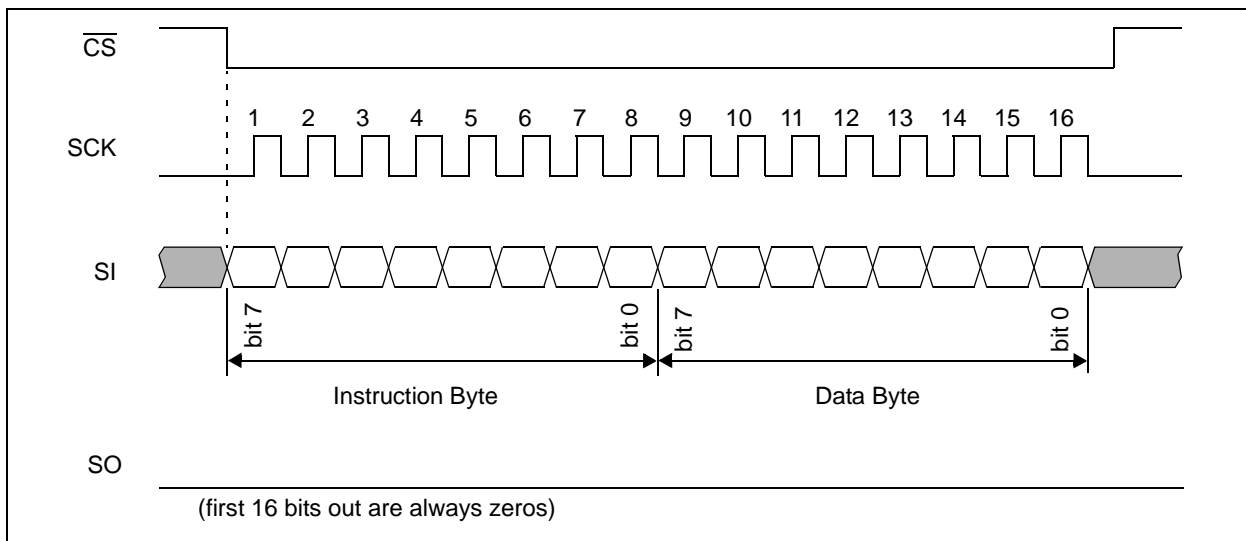 CS
1 2 3 4 5 6 7 8 9 10 11 12 13 14 15 16
SCK
SI
bit 7 bit 0 bit 7 bit 0
Instruction Byte Data Byte
SO
(first 16 bits out are always zeros)